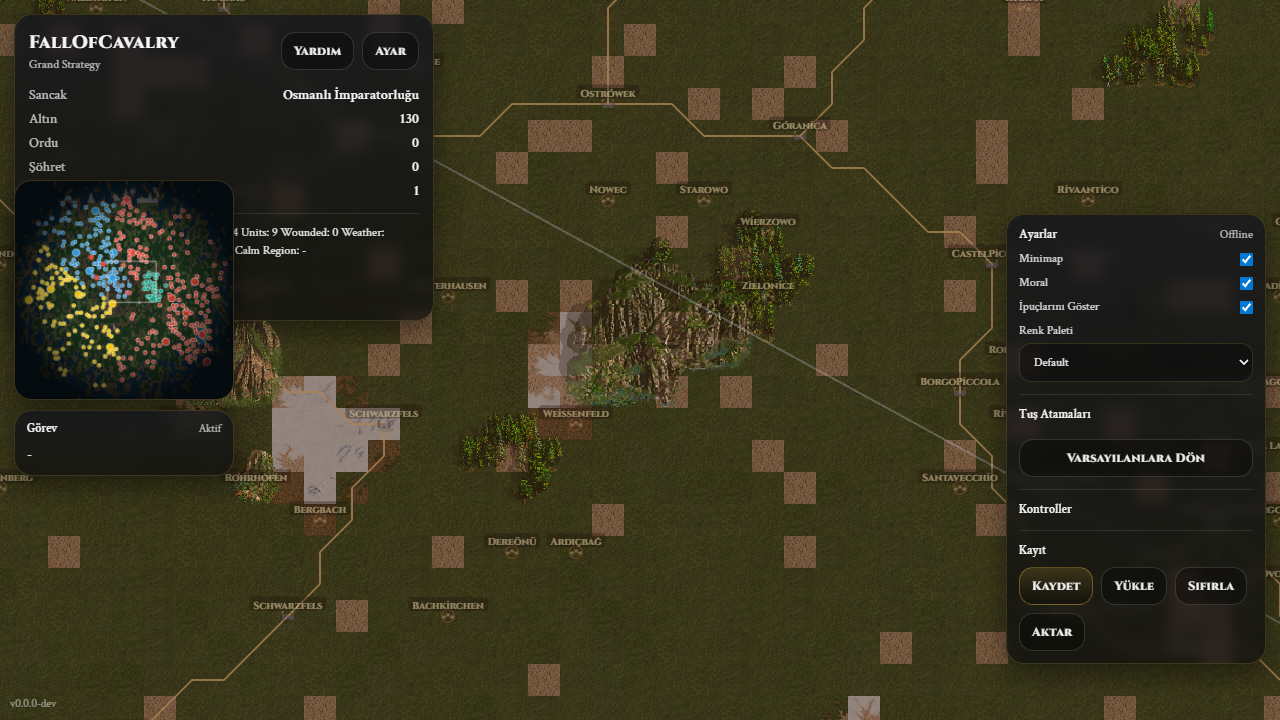 FallOfCavalry
Grand Strategy
Yardım
Ayar
Sancak Osmanlı İmparatorluğu
Altın 130
Ordu 0
Şöhret 0
1
4 Units: 9 Wounded: 0 Weather:
Calm Region: -
Görev Aktif
-
Ostrówek
Góranica
Nowec
Starowo
Rivaantico
Wierzowo
Zielonice
Schwarzfels
Weissenfeld
Rohrhofen
Bergbach
Dereönü
Ardıçbağ
Schwarzfels
Bachkirchen
BorgoPiccola
Santavecchio
Ayarlar Offline
Minimap
Moral
İpuçlarını Göster
Renk Paleti
Default
Tuş Atamaları
Varsayılanlara Dön
Kontroller
Kayıt
Kaydet
Yükle
Sıfırla
Aktar
v0.0.0-dev